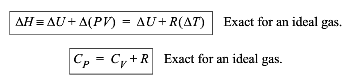 ΔH ≡ ΔU + Δ(PV) = ΔU + R(ΔT) Exact for an ideal gas.
C_P = C_V + R Exact for an ideal gas.